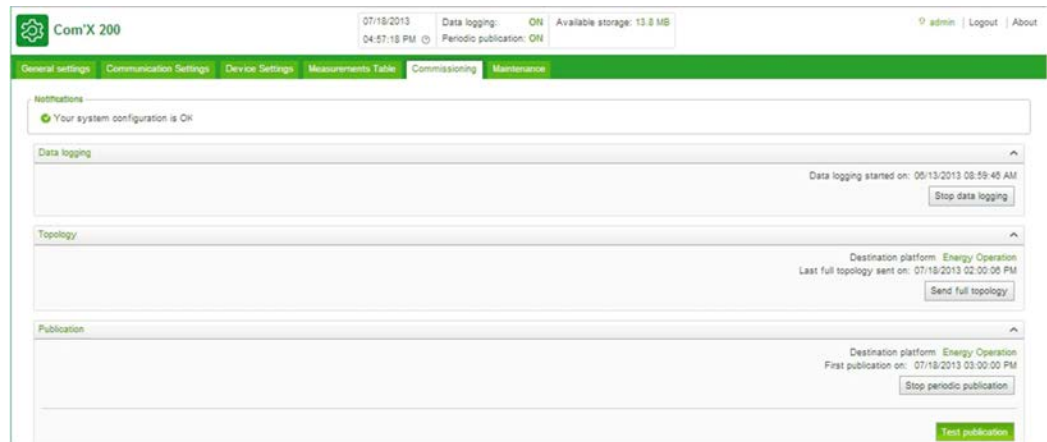 Com'X 200
07/18/2013 Data logging: ON Available storage: 13.8 MB
04:57:18 PM Periodic publication: ON
admin | Logout | About
General settings Communication Settings Device Settings Measurements Table Commissioning Maintenance
Notifications
Your system configuration is OK
Data logging
Data logging started on: 06/13/2013 08:59:46 AM
Stop data logging
Topology
Destination platform Energy Operation
Last full topology sent on: 07/18/2013 02:00:06 PM
Send full topology
Publication
Destination platform Energy Operation
First publication on: 07/18/2013 03:00:00 PM
Stop periodic publication
Test publication